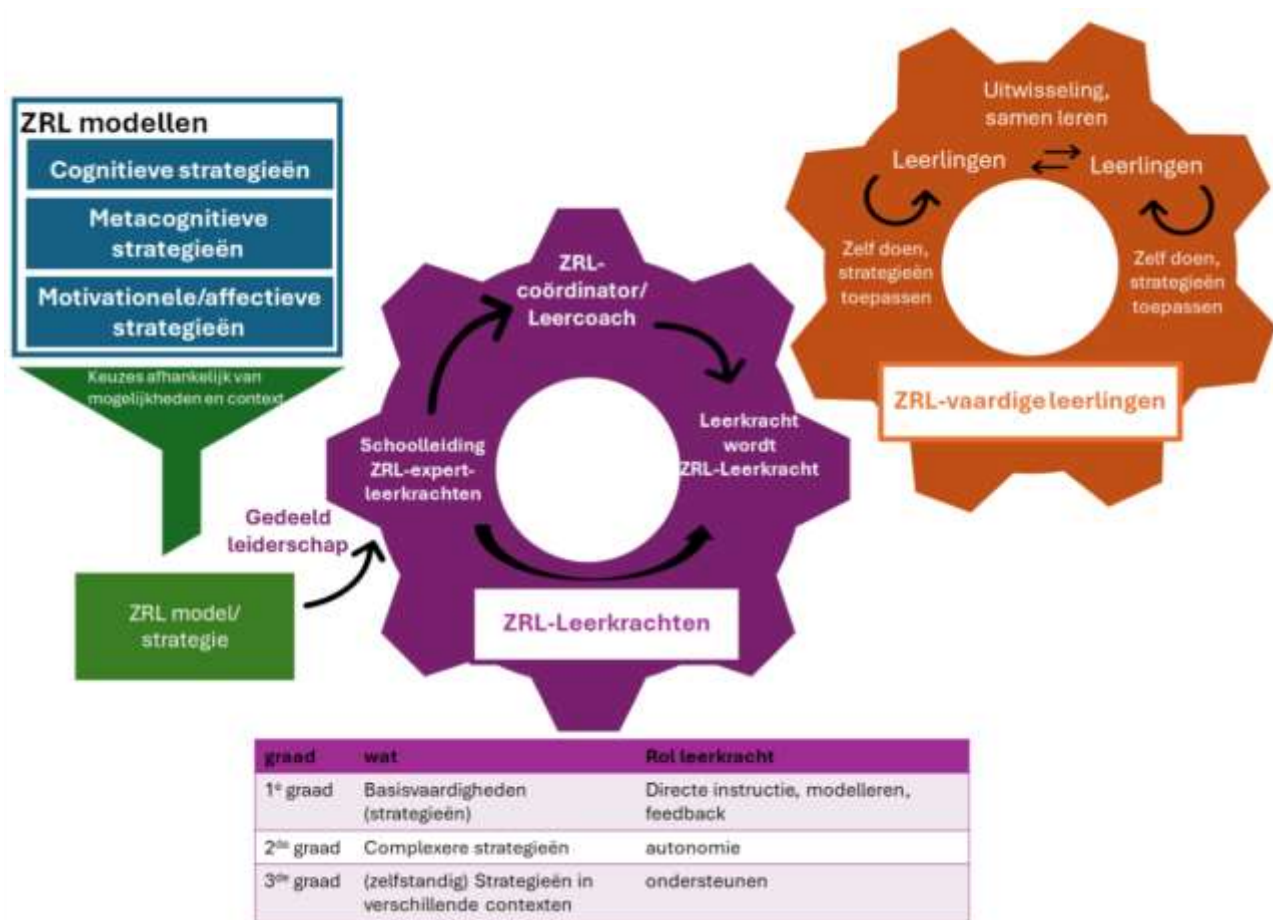 ZRL modellen
Cognitieve strategieën
Metacognitieve
strategieën
Motivationele/affectieve
strategieën
Keuzes afhankelijk van
mogelijkheden en context
ZRL model/
strategie
Gedeeld
leiderschap
ZRL-
coördinator/
Leercoach
Schoolleiding
ZRL-expert-
leerkrachten
Leerkracht
wordt
ZRL-Leerkracht
ZRL-Leerkrachten
Uitwisseling,
samen leren
Leerlingen
Leerlingen
Zelf doen,
strategieën
toepassen
Zelf doen,
strategieën
toepassen
ZRL-vaardige leerlingen
graad wat Rol leerkracht
1e graad Basisvaardigheden Directe instructie, modelleren,
(strategieën) feedback
2de graad Complexere strategieën autonomie
3de graad (zelfstandig) Strategieën in ondersteunen
verschillende contexten